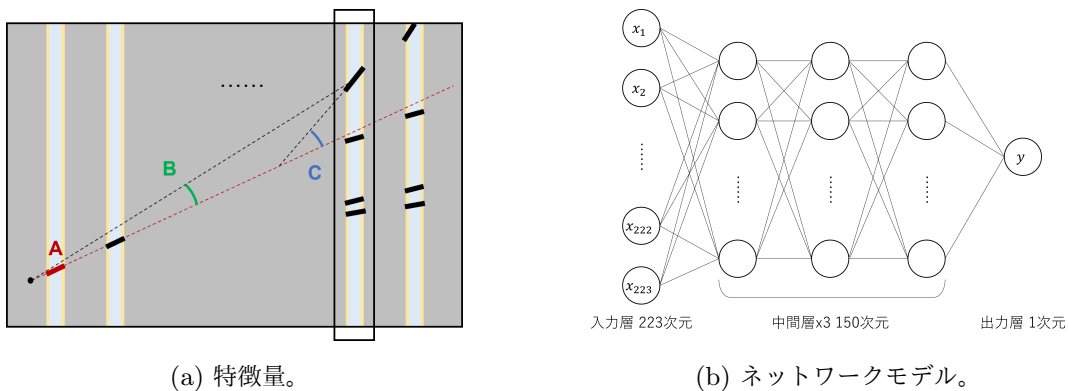 ......
A
B
C
(a) 特徴量。
x₁
x₂
......
x₂₂₂
x₂₂₃
......
......
......
y
入力層 223次元
中間層x3 150次元
出力層 1次元
(b) ネットワークモデル。